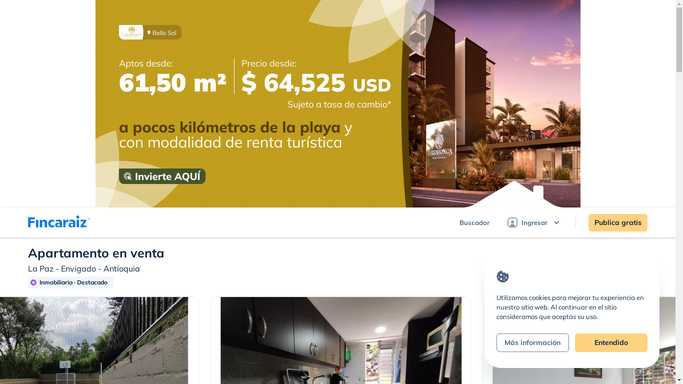 Bello Sol
Aptos desde:
61,50 m²
Precio desde:
$ 64,525 USD
Sujeto a tasa de cambio*
a pocos kilómetros de la playa y
con modalidad de renta turística
Invierte AQUÍ
Fincaraiz
Buscador
Ingresar
Publica gratis
Apartamento en venta
La Paz - Envigado - Antioquia
Inmobiliaria - Destacado
Utilizamos cookies para mejorar tu experiencia en
nuestro sitio web. Al continuar en el sitio
consideramos que aceptas su uso.
Más información
Entendido